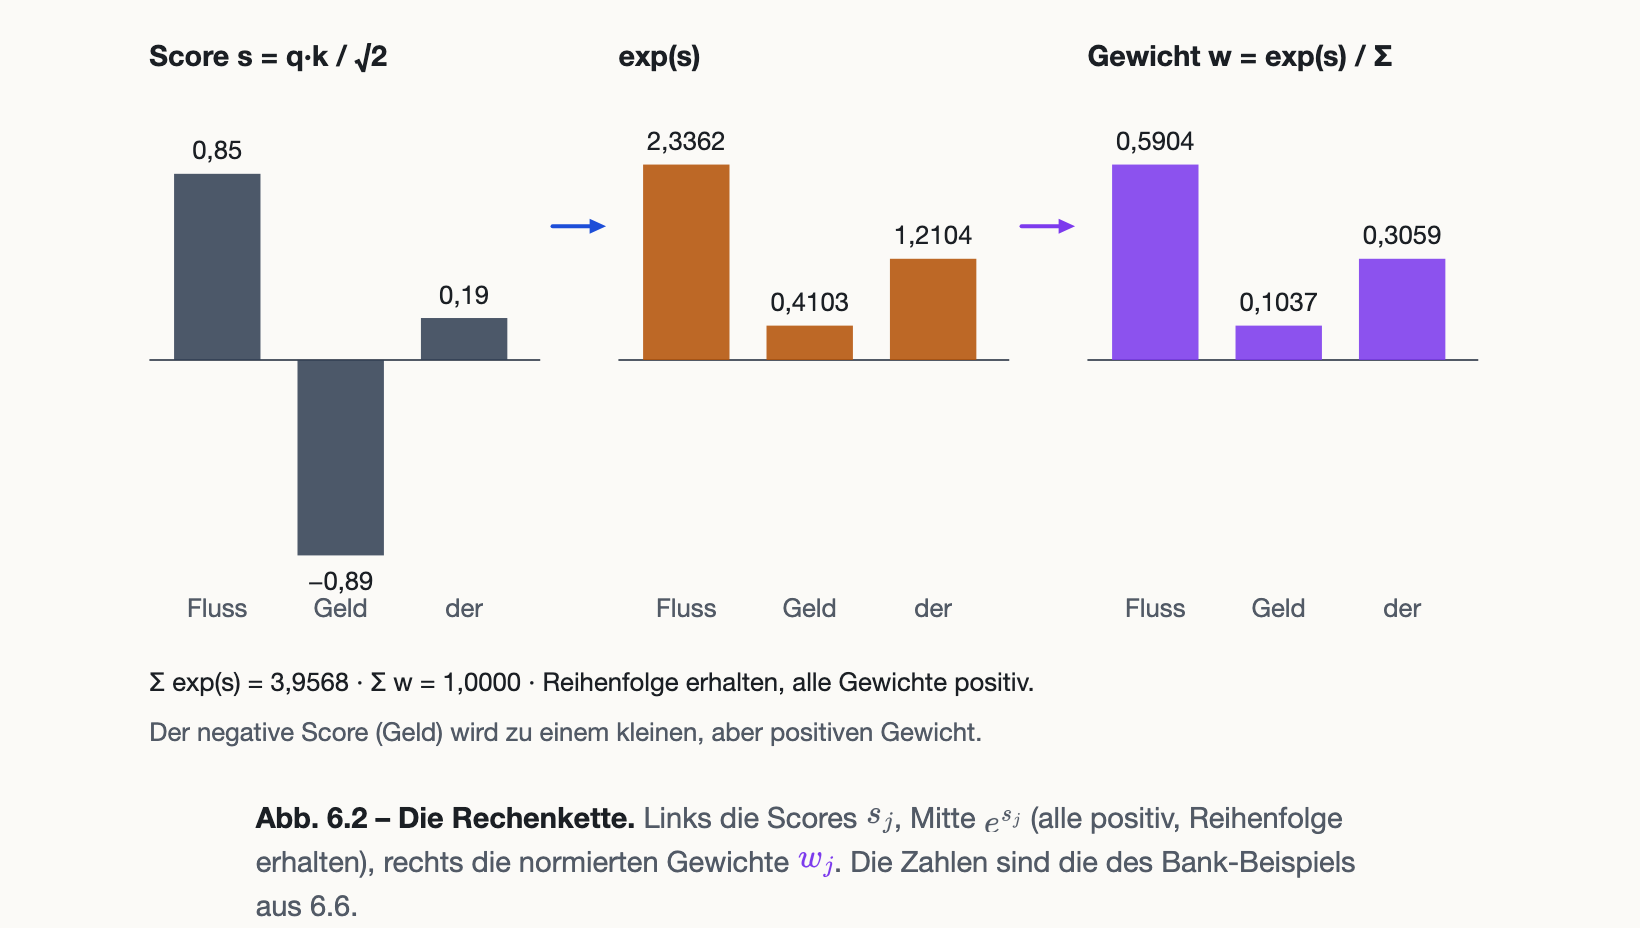 Score s = q·k / √2
exp(s)
Gewicht w = exp(s) / Σ
0,85
2,3362
0,5904
0,19
0,4103
1,2104
0,1037
0,3059
−0,89
Fluss Geld der
Fluss Geld der
Fluss Geld der
Σ exp(s) = 3,9568 · Σ w = 1,0000 · Reihenfolge erhalten, alle Gewichte positiv.
Der negative Score (Geld) wird zu einem kleinen, aber positiven Gewicht.
Abb. 6.2 – Die Rechenkette. Links die Scores s_j, Mitte e^{s_j} (alle positiv, Reihenfolge
erhalten), rechts die normierten Gewichte w_j. Die Zahlen sind die des Bank-Beispiels
aus 6.6.